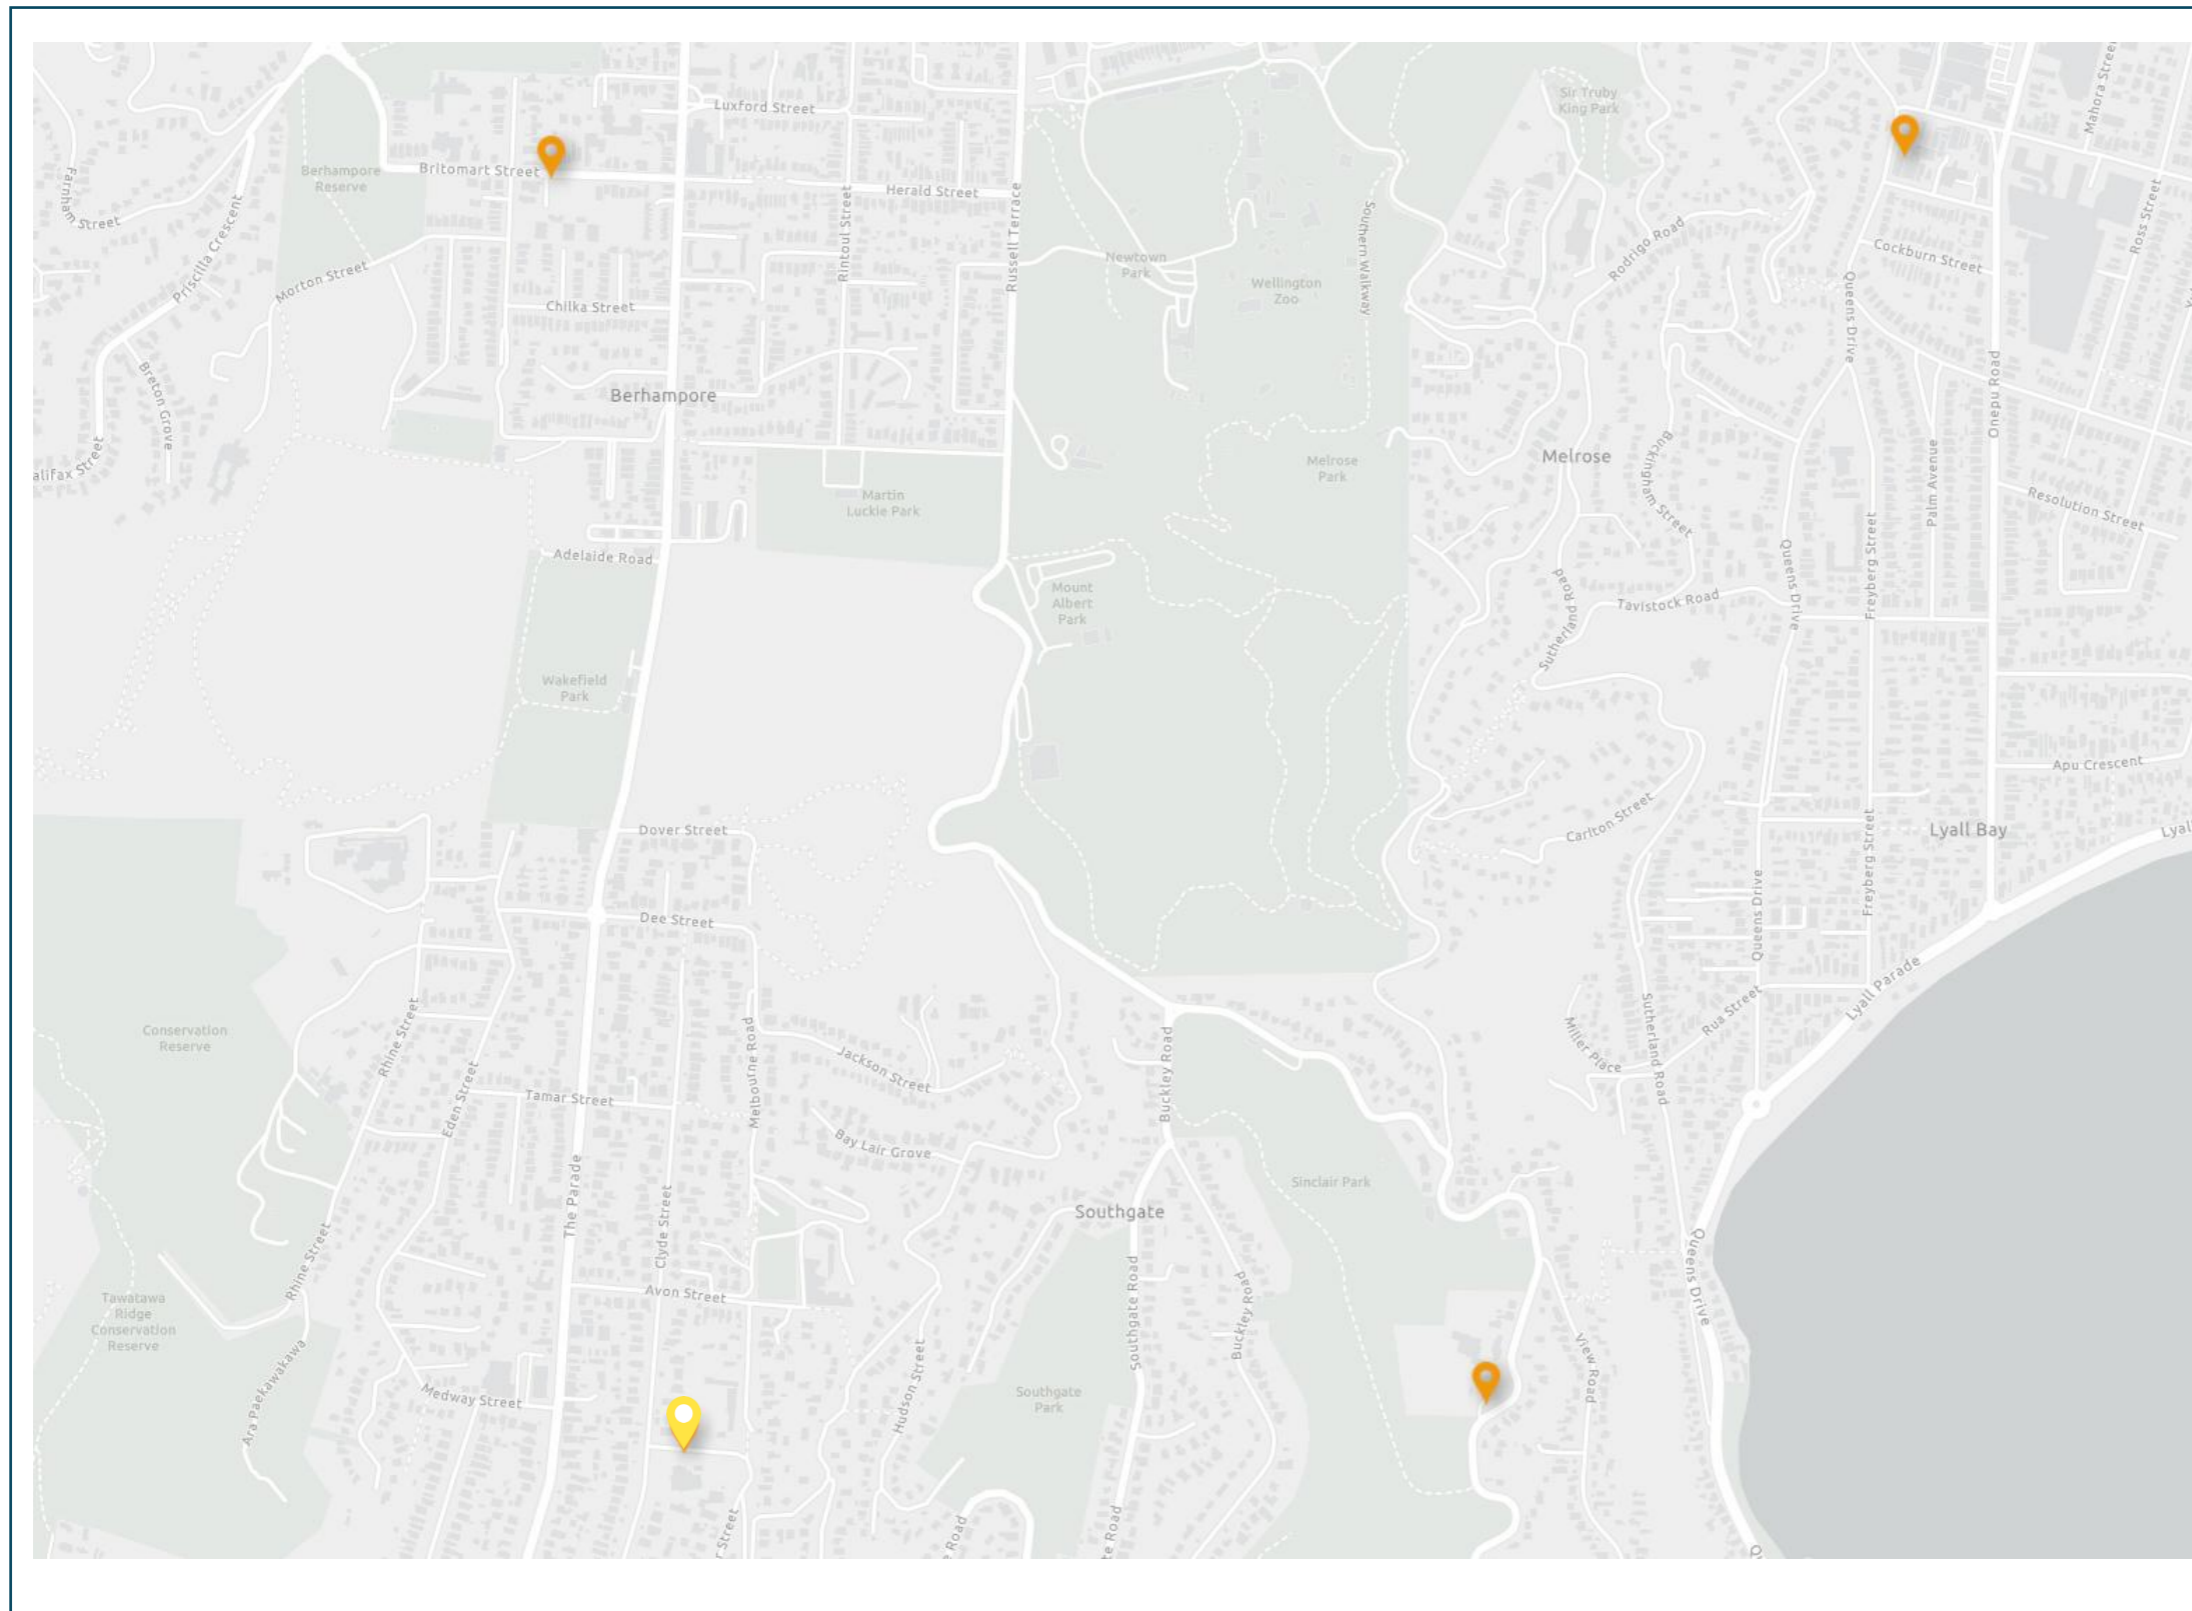 Luxford Street
Sir Truby
King Park
Mahora Street
Britomart Street
Berhampore
Reserve
Herald Street
Farnham Street
Priscilla Crescent
Rintoul Street
Russell Terrace
Southern Walkway
Rodrigo Road
Ross Street
Cockburn Street
Newtown
Park
Wellington
Zoo
Morton Street
Chilka Street
Queens Drive
Breton Grove
Berhampore
Onepu Road
Melrose
Buckingham Street
Palm Avenue
alifax Street
Melrose
Park
Martin
Luckie Park
Resolution Street
Adelaide Road
Freyberg Street
Queens Drive
Mount
Albert
Park
Sutherland Road
Tavistock Road
Wakefield
Park
Apu Crescent
Carlton Street
Dover Street
Lyall Bay
Lyall
Freyberg Street
Queens Drive
Dee Street
Lyall Parade
Conservation
Reserve
Rhine Street
Melbourne Road
Jackson Street
Buckley Road
Miller Place
Sutherland Road
Rua Street
Eden Street
Tamar Street
Bay Lair Grove
The Parade
Clyde Street
Sinclair Park
Southgate
Rhine Street
Avon Street
Southgate Road
Buckley Road
Queens Drive
Tawatawa
Ridge
Conservation
Reserve
Ara Paekawakawa
Medway Street
Hudson Street
Southgate
Park
View Road
r Street
e Road
te Road